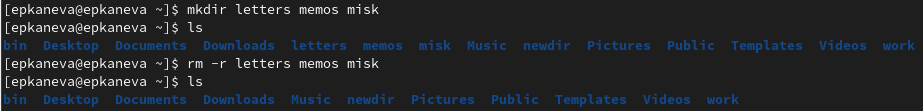 [epkaneva@epkaneva ~]$ mkdir letters memos misk
[epkaneva@epkaneva ~]$ ls
bin  Desktop  Documents  Downloads  letters  memos  misk  Music  newdir  Pictures  Public  Templates  Videos  work
[epkaneva@epkaneva ~]$ rm -r letters memos misk
[epkaneva@epkaneva ~]$ ls
bin  Desktop  Documents  Downloads  Music  newdir  Pictures  Public  Templates  Videos  work